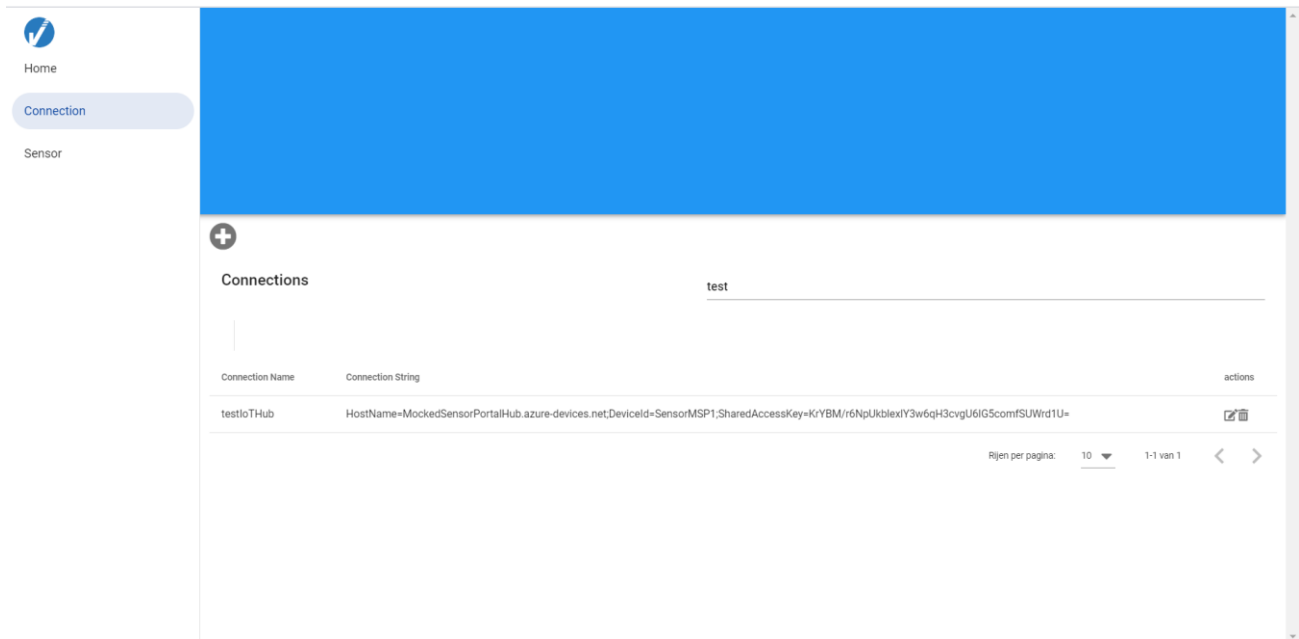 Home
Connection
Sensor
Connections
test
Connection Name Connection String actions
testIoTHub HostName=MockedSensorPortalHub.azure-devices.net;DeviceId=SensorMSP1;SharedAccessKey=KrYBM/r6NpUkblexIY3w6qH3cvgU6IG5comfSUWrd1U=
Rijen per pagina: 10 1-1 van 1